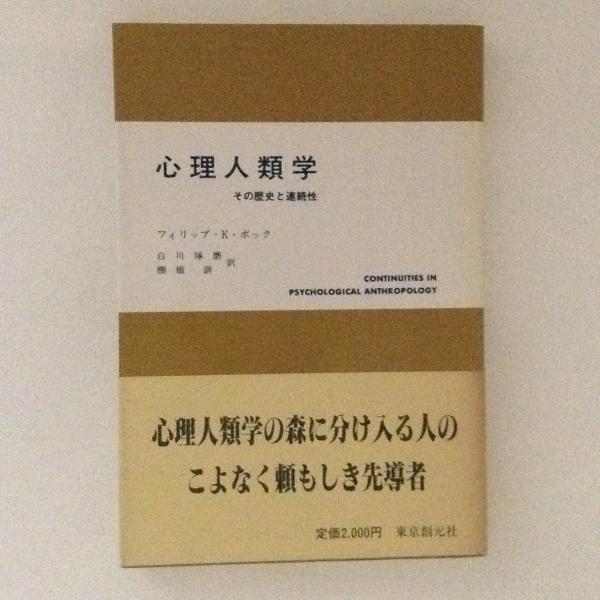 心理人類学
その歴史と連続性
フィリップ・K・ボック
白川琢磨
棚橋 訓 訳
CONTINUITIES IN
PSYCHOLOGICAL ANTHROPOLOGY
心理人類学の森に分け入る人の
こよなく頼もしき先導者
定価2,000円 東京創元社